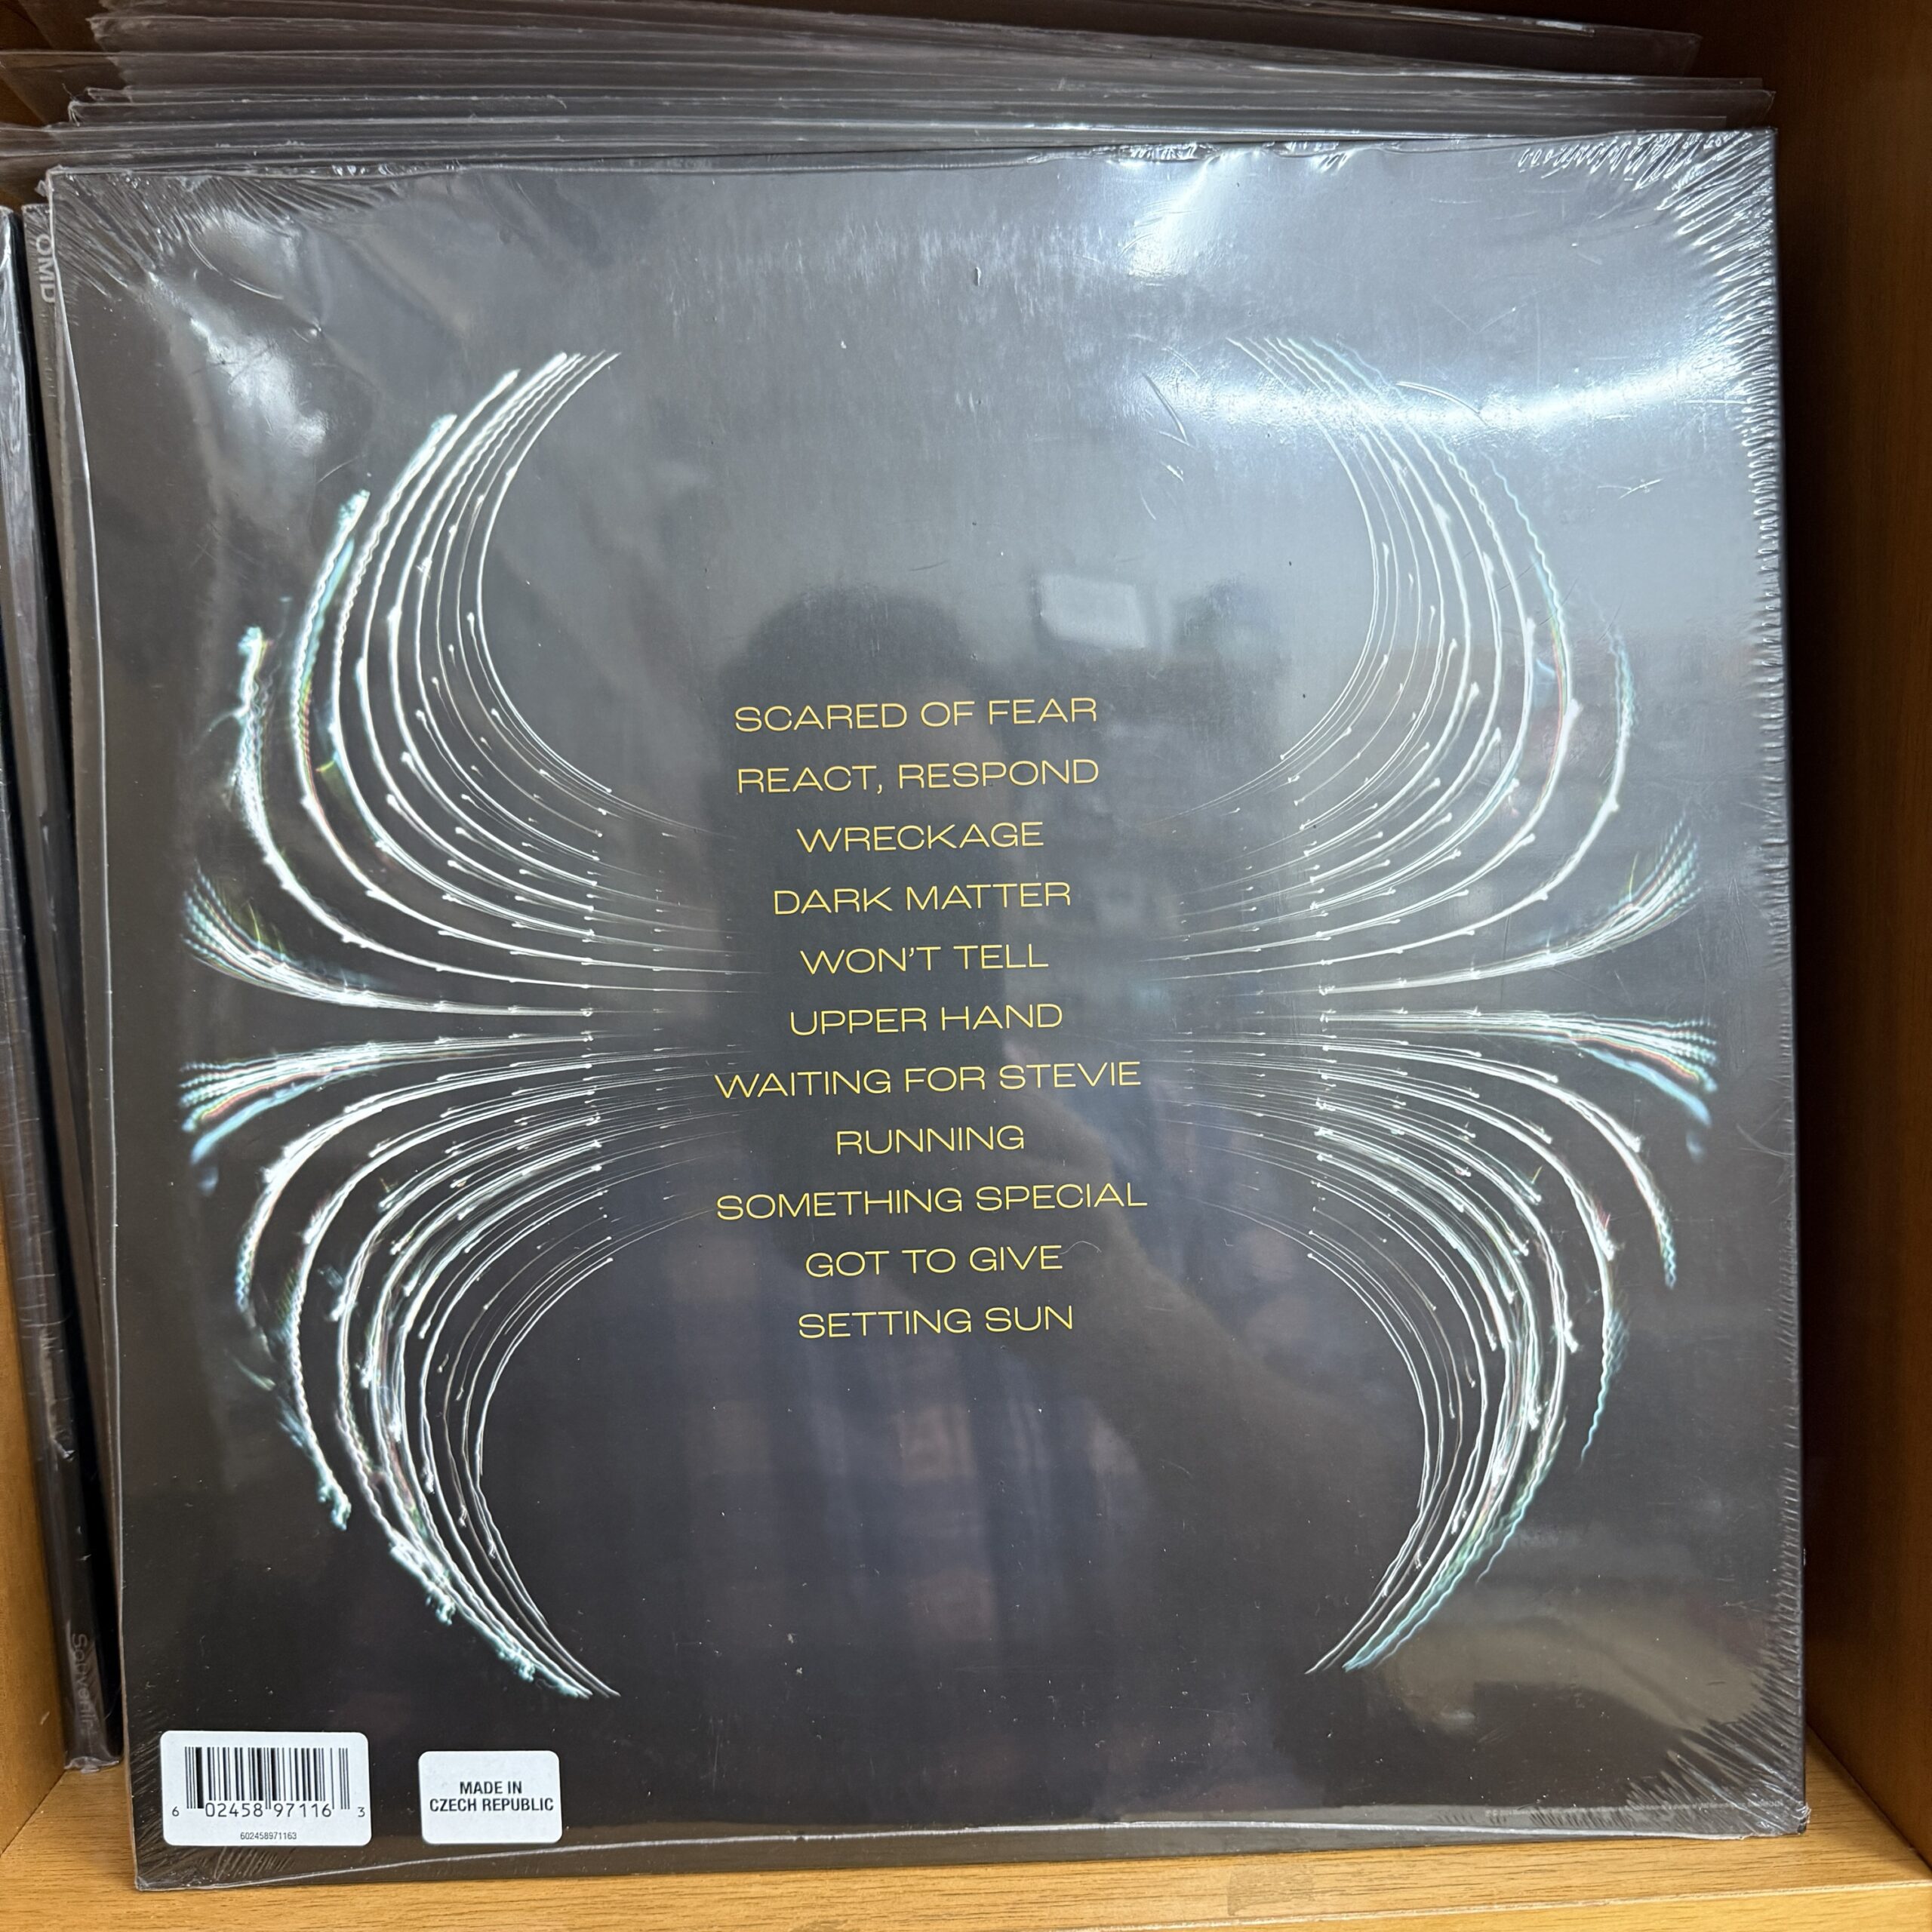 OMD
Souvenir
SCARED OF FEAR
REACT, RESPOND
WRECKAGE
DARK MATTER
WON'T TELL
UPPER HAND
WAITING FOR STEVIE
RUNNING
SOMETHING SPECIAL
GOT TO GIVE
SETTING SUN
6 02458 97116 3
602458971163
MADE IN
CZECH REPUBLIC